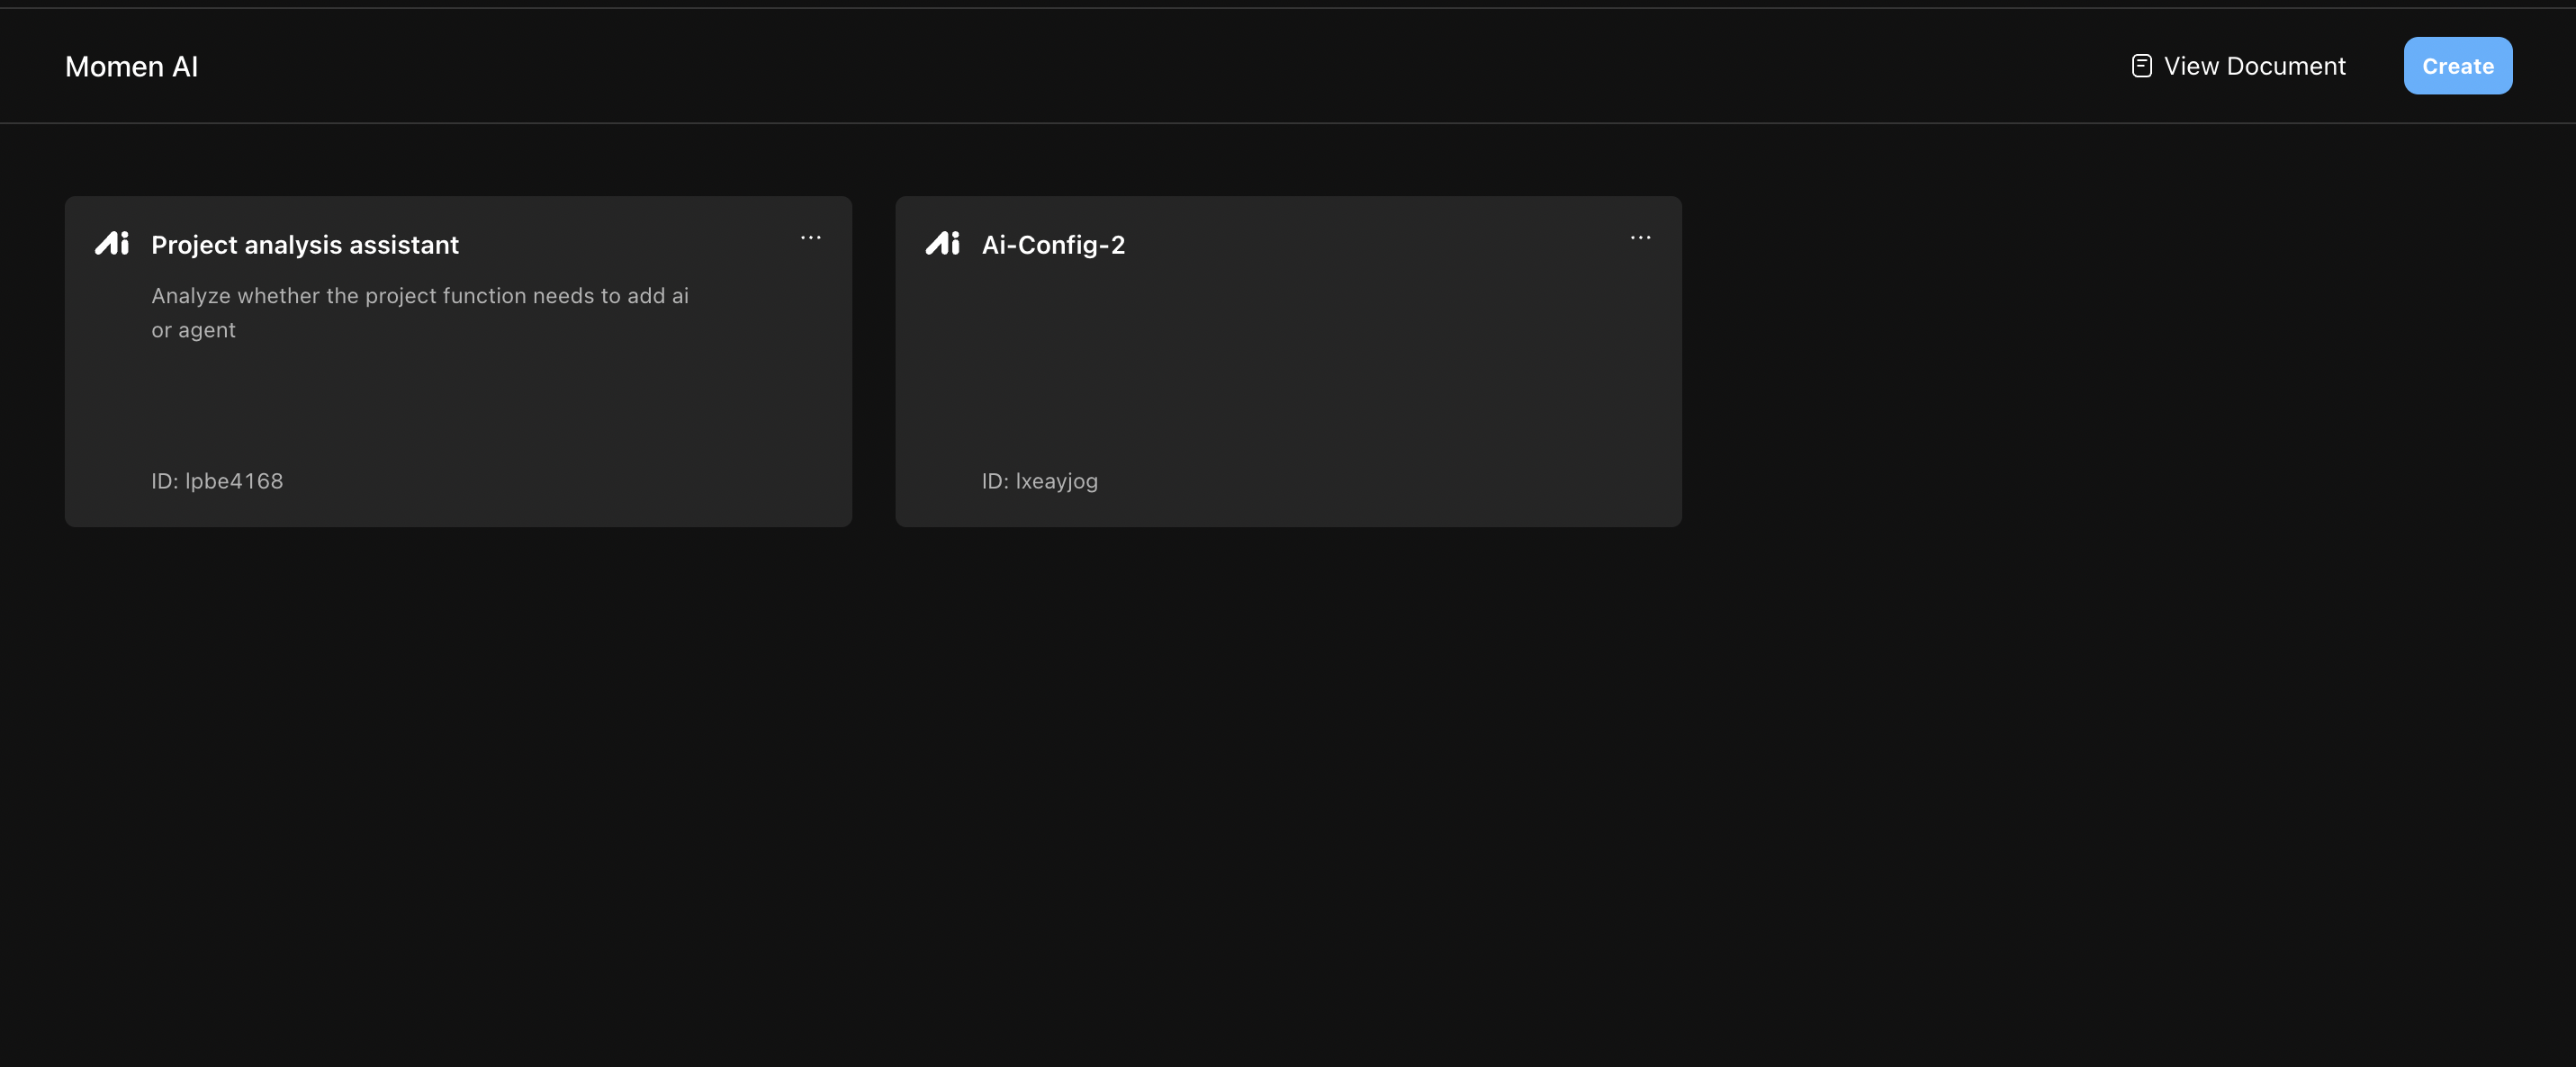 Momen AI
View Document
Create
Ai Project analysis assistant
...
Analyze whether the project function needs to add ai
or agent
ID: lpbe4168
Ai Ai-Config-2
...
ID: lxeayjog